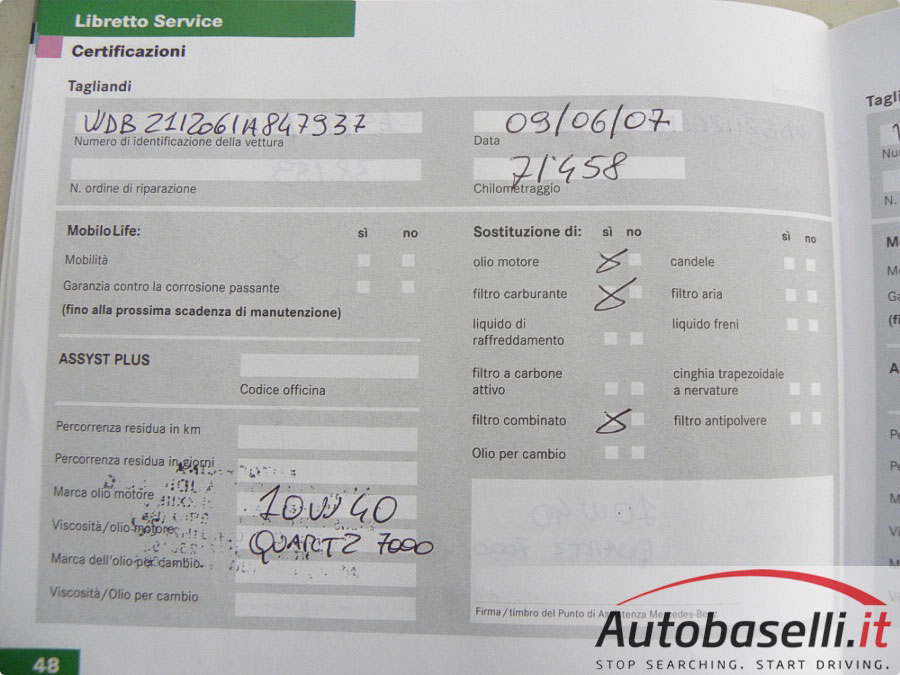 Libretto Service
Certificazioni
Tagliandi
WDB2112061A847937
Numero di identificazione della vettura
N. ordine di riparazione
09/06/07
Data
71'458
Chilometraggio
MobiloLife: sì no
Mobilità
Garanzia contro la corrosione passante
(fino alla prossima scadenza di manutenzione)
ASSYST PLUS
Codice officina
Percorrenza residua in km
Percorrenza residua in giorni
Marca olio motore
10W40
Viscosità/olio motore
QUARTZ 7000
Marca dell'olio per cambio
Viscosità/Olio per cambio
Sostituzione di: sì no
sì no
olio motore
candele
filtro carburante
filtro aria
liquido di
raffreddamento
liquido freni
filtro a carbone
attivo
cinghia trapezoidale
a nervature
filtro combinato
filtro antipolvere
Olio per cambio
Firma/timbro del Punto di Assistenza Mercedes-Benz
48
Tagli
N.
Autobaselli.it
STOP SEARCHING. START DRIVING.